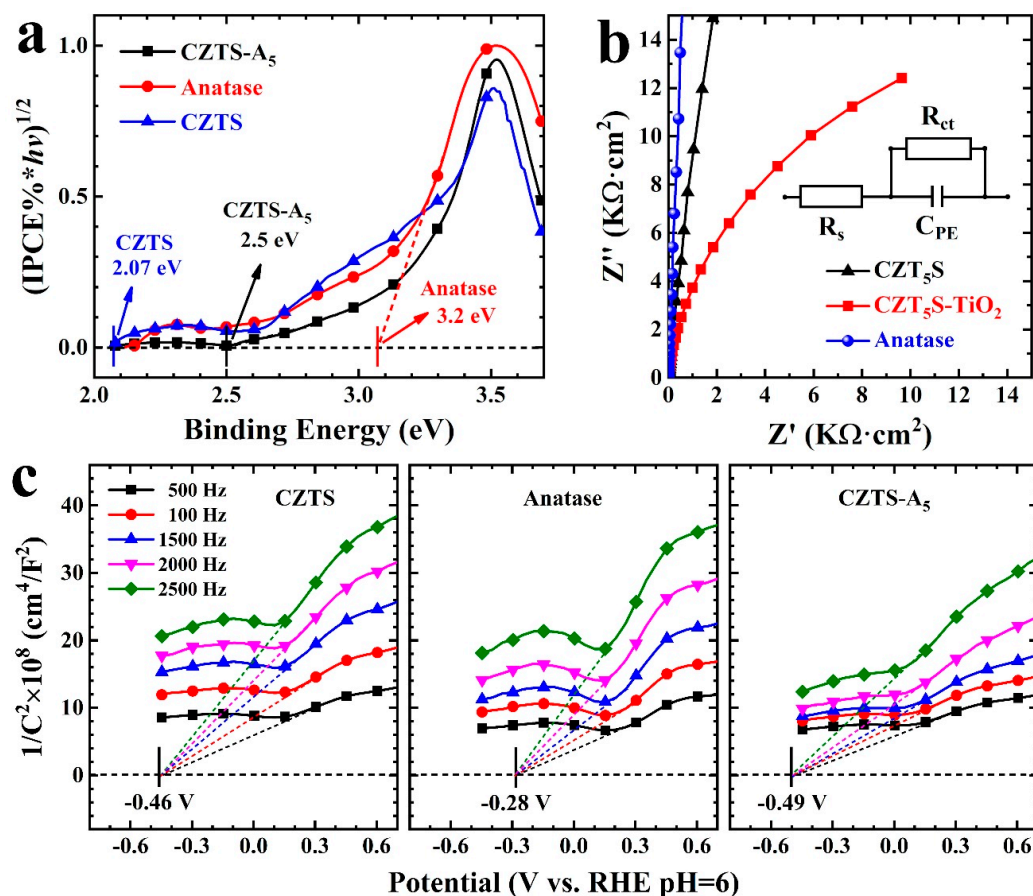 a
CZTS-A₅
Anatase
CZTS
CZTS-A₅
2.5 eV
CZTS
2.07 eV
Anatase
3.2 eV
(IPCE%*hν)¹/²
1.0
0.5
0.0
2.0 2.5 3.0 3.5
Binding Energy (eV)
b
Z'' (KΩ·cm²)
14
12
10
8
6
4
2
0
Rct
Rs
CPE
CZT₅S
CZT₅S-TiO₂
Anatase
0 2 4 6 8 10 12 14
Z' (KΩ·cm²)
c
500 Hz
100 Hz
1500 Hz
2000 Hz
2500 Hz
CZTS
Anatase
CZTS-A₅
1/C²×10⁸ (cm⁴/F²)
40
30
20
10
0
-0.46 V
-0.28 V
-0.49 V
-0.6 -0.3 0.0 0.3 0.6
-0.6 -0.3 0.0 0.3 0.6
-0.6 -0.3 0.0 0.3 0.6
Potential (V vs. RHE pH=6)